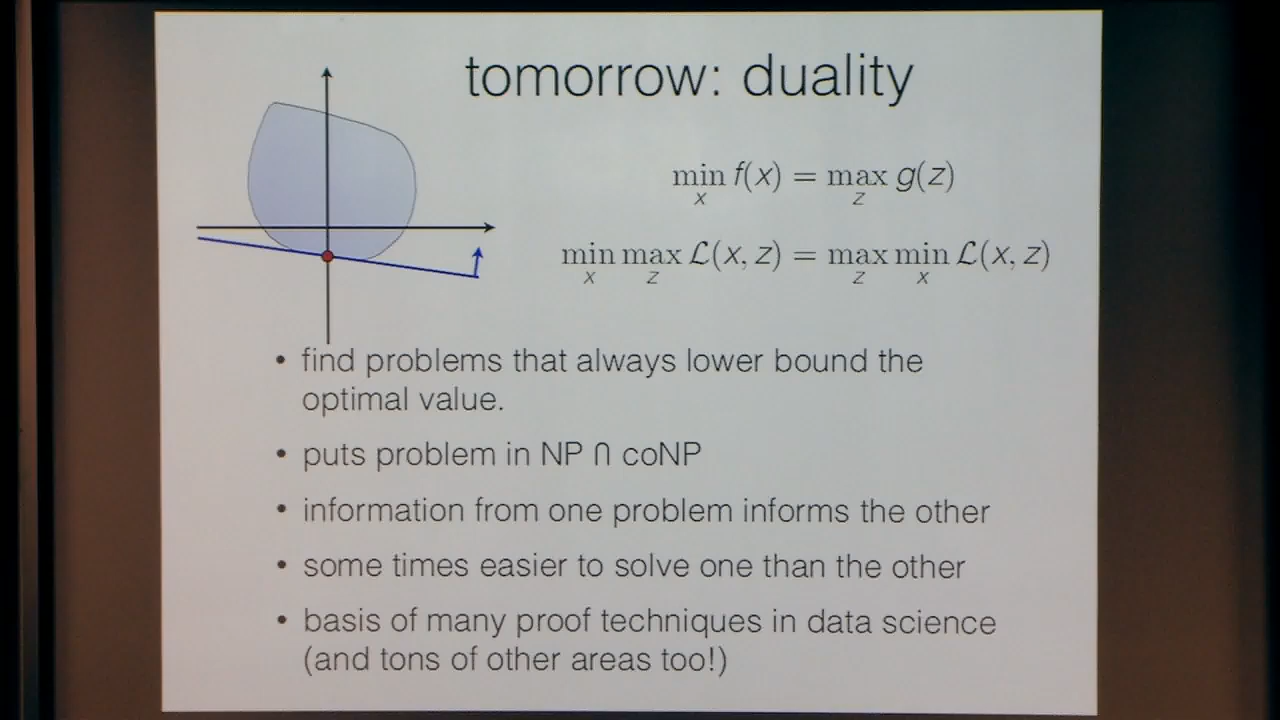 tomorrow: duality
min f(x) = max g(z)
x z
min max ℒ(x, z) = max min ℒ(x, z)
x z z x
• find problems that always lower bound the
optimal value.
• puts problem in NP ∩ coNP
• information from one problem informs the other
• some times easier to solve one than the other
• basis of many proof techniques in data science
(and tons of other areas too!)